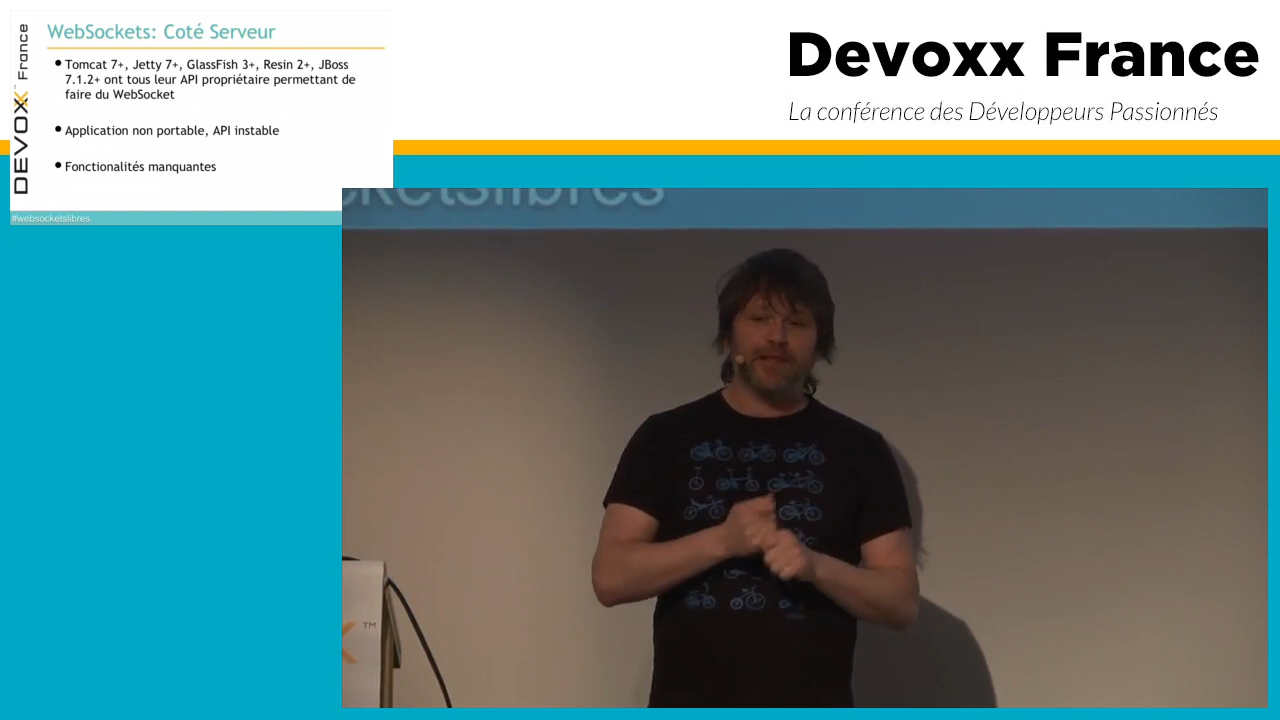 WebSockets: Coté Serveur
• Tomcat 7+, Jetty 7+, GlassFish 3+, Resin 2+, JBoss
7.1.2+ ont tous leur API propriétaire permettant de
faire du WebSocket
• Application non portable, API instable
• Fonctionalités manquantes
DEVOXX™ France
#websocketslibres
Devoxx France
La conférence des Développeurs Passionnés
cketslibres
X™